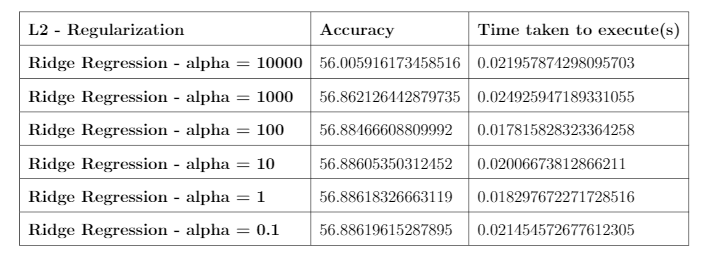 L2 - Regularization Accuracy Time taken to execute(s)
Ridge Regression - alpha = 10000 56.005916173458516 0.021957874298095703
Ridge Regression - alpha = 1000 56.862126442879735 0.024925947189331055
Ridge Regression - alpha = 100 56.88466608809992 0.017815828323364258
Ridge Regression - alpha = 10 56.88605350312452 0.02006673812866211
Ridge Regression - alpha = 1 56.88618326663119 0.018297672271728516
Ridge Regression - alpha = 0.1 56.88619615287895 0.021454572677612305